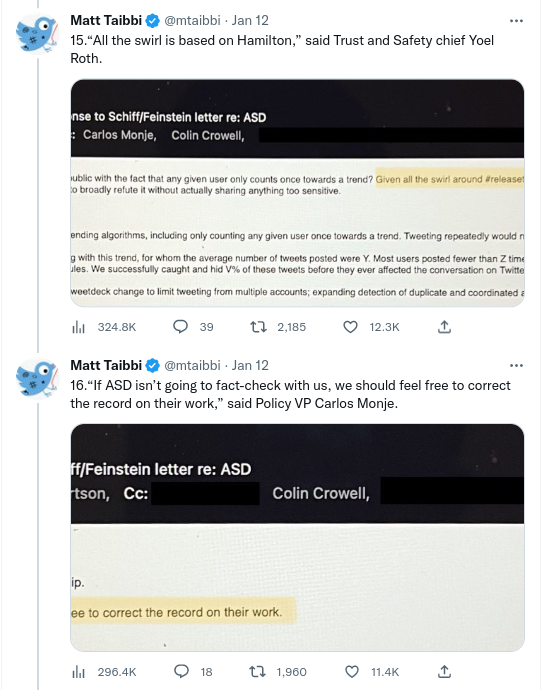 Matt Taibbi @mtaibbi · Jan 12
15.“All the swirl is based on Hamilton,” said Trust and Safety chief Yoel
Roth.
nse to Schiff/Feinstein letter re: ASD
: Carlos Monje, Colin Crowell,
ublic with the fact that any given user only counts once towards a trend? Given all the swirl around #releaset
o broadly refute it without actually sharing anything too sensitive.
ending algorithms, including only counting any given user once towards a trend. Tweeting repeatedly would n
g with this trend, for whom the average number of tweets posted were Y. Most users posted fewer than Z time
ules. We successfully caught and hid V% of these tweets before they ever affected the conversation on Twitte
weetdeck change to limit tweeting from multiple accounts; expanding detection of duplicate and coordinated a
324.8K 39 2,185 12.3K
Matt Taibbi @mtaibbi · Jan 12
16.“If ASD isn’t going to fact-check with us, we should feel free to correct
the record on their work,” said Policy VP Carlos Monje.
ff/Feinstein letter re: ASD
rtson, Cc: Colin Crowell,
ip.
ee to correct the record on their work.
296.4K 18 1,960 11.4K